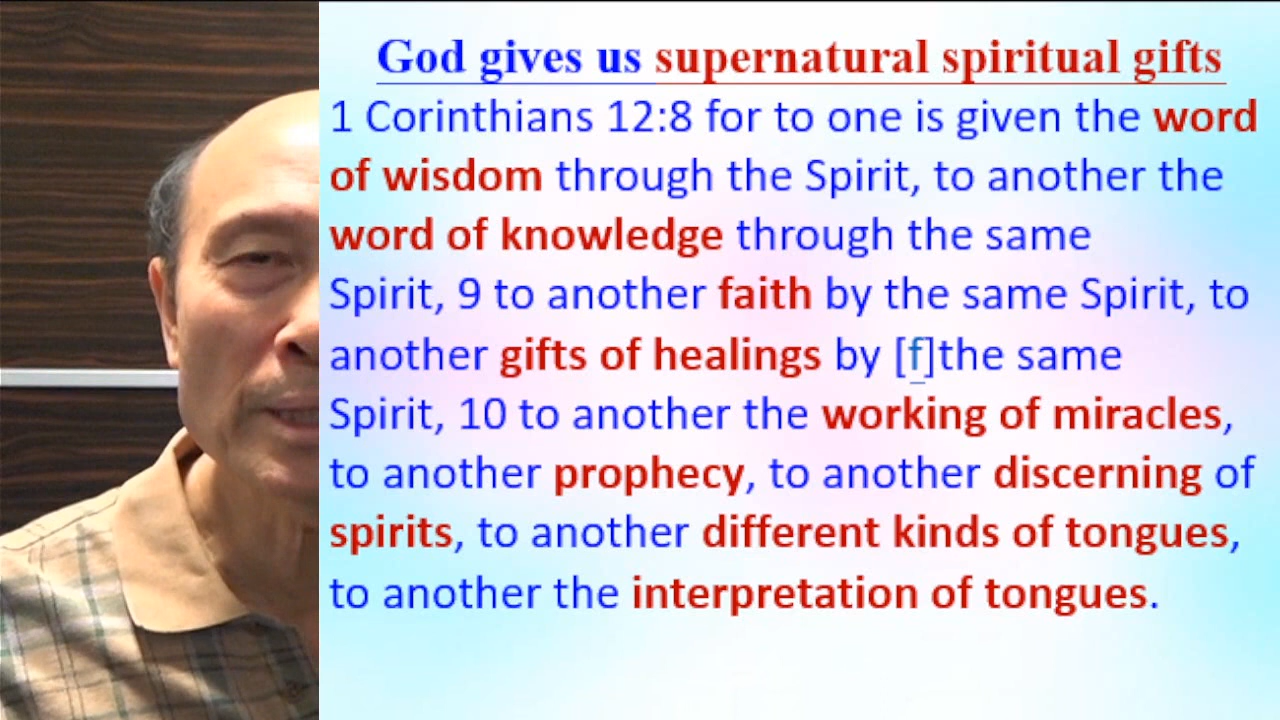 God gives us supernatural spiritual gifts
1 Corinthians 12:8 for to one is given the word
of wisdom through the Spirit, to another the
word of knowledge through the same
Spirit, 9 to another faith by the same Spirit, to
another gifts of healings by [f]the same
Spirit, 10 to another the working of miracles,
to another prophecy, to another discerning of
spirits, to another different kinds of tongues,
to another the interpretation of tongues.